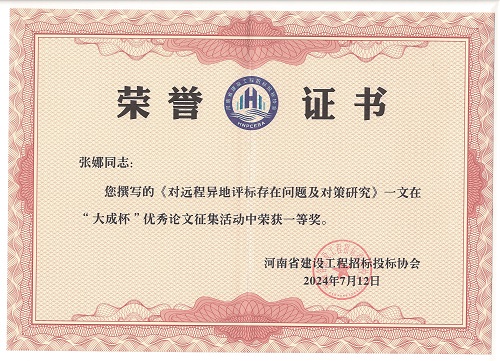 荣誉证书
HNPCEBA
张娜同志：
您撰写的《对远程异地评标存在问题及对策研究》一文在
“大成杯”优秀论文征集活动中荣获一等奖。
河南省建设工程招标投标协会
2024年7月12日